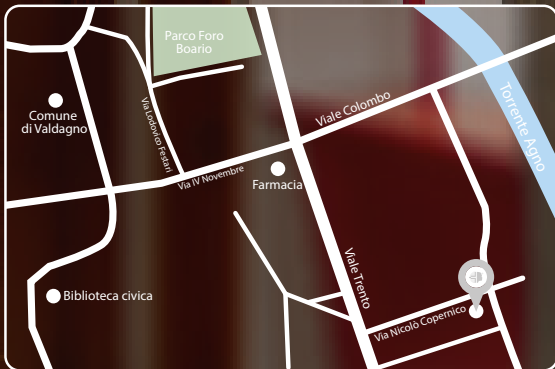 Parco Foro
Boario
Torrente Agno
Viale Colombo
Comune
di Valdagno
Via Lodovico Festari
Via IV Novembre
Farmacia
Viale Trento
Biblioteca civica
Via Nicolò Copernico